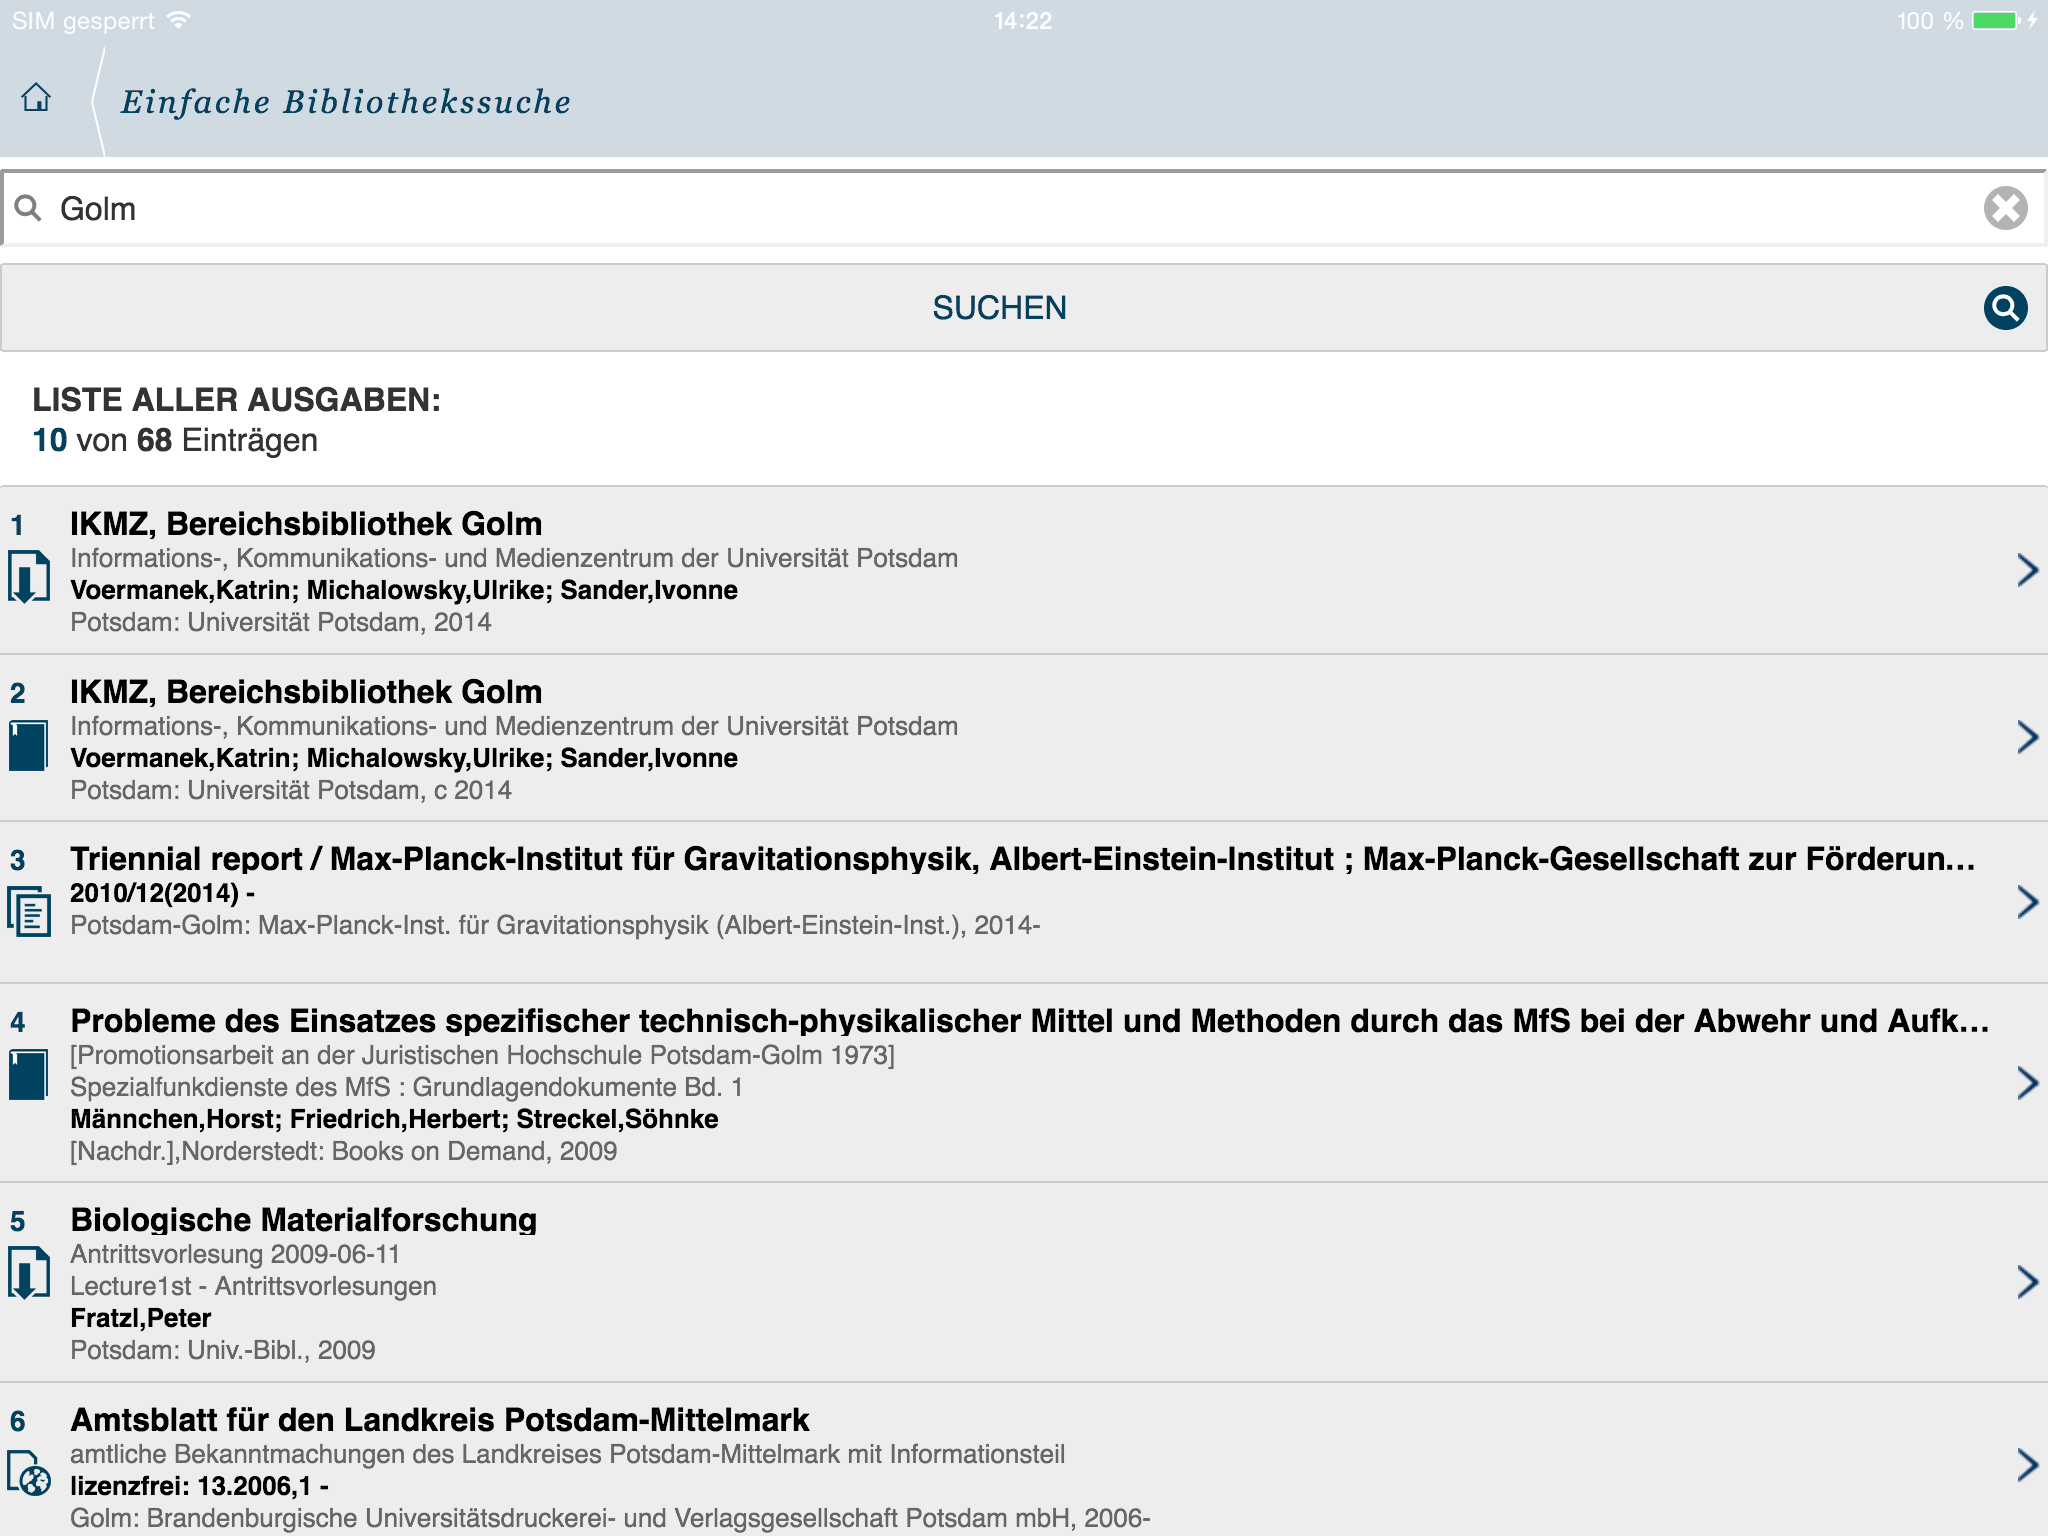 SIM gesperrt
14:22
100 %
Einfache Bibliothekssuche
Golm
SUCHEN
LISTE ALLER AUSGABEN:
10 von 68 Einträgen
1
IKMZ, Bereichsbibliothek Golm
Informations-, Kommunikations- und Medienzentrum der Universität Potsdam
Voermanek,Katrin; Michalowsky,Ulrike; Sander,Ivonne
Potsdam: Universität Potsdam, 2014
2
IKMZ, Bereichsbibliothek Golm
Informations-, Kommunikations- und Medienzentrum der Universität Potsdam
Voermanek,Katrin; Michalowsky,Ulrike; Sander,Ivonne
Potsdam: Universität Potsdam, c 2014
3
Triennial report / Max-Planck-Institut für Gravitationsphysik, Albert-Einstein-Institut ; Max-Planck-Gesellschaft zur Förderun...
2010/12(2014) -
Potsdam-Golm: Max-Planck-Inst. für Gravitationsphysik (Albert-Einstein-Inst.), 2014-
4
Probleme des Einsatzes spezifischer technisch-physikalischer Mittel und Methoden durch das MfS bei der Abwehr und Aufk...
[Promotionsarbeit an der Juristischen Hochschule Potsdam-Golm 1973]
Spezialfunkdienste des MfS : Grundlagendokumente Bd. 1
Männchen,Horst; Friedrich,Herbert; Streckel,Söhnke
[Nachdr.],Norderstedt: Books on Demand, 2009
5
Biologische Materialforschung
Antrittsvorlesung 2009-06-11
Lecture1st - Antrittsvorlesungen
Fratzl,Peter
Potsdam: Univ.-Bibl., 2009
6
Amtsblatt für den Landkreis Potsdam-Mittelmark
amtliche Bekanntmachungen des Landkreises Potsdam-Mittelmark mit Informationsteil
lizenzfrei: 13.2006,1 -
Golm: Brandenburgische Universitätsdruckerei- und Verlagsgesellschaft Potsdam mbH, 2006-